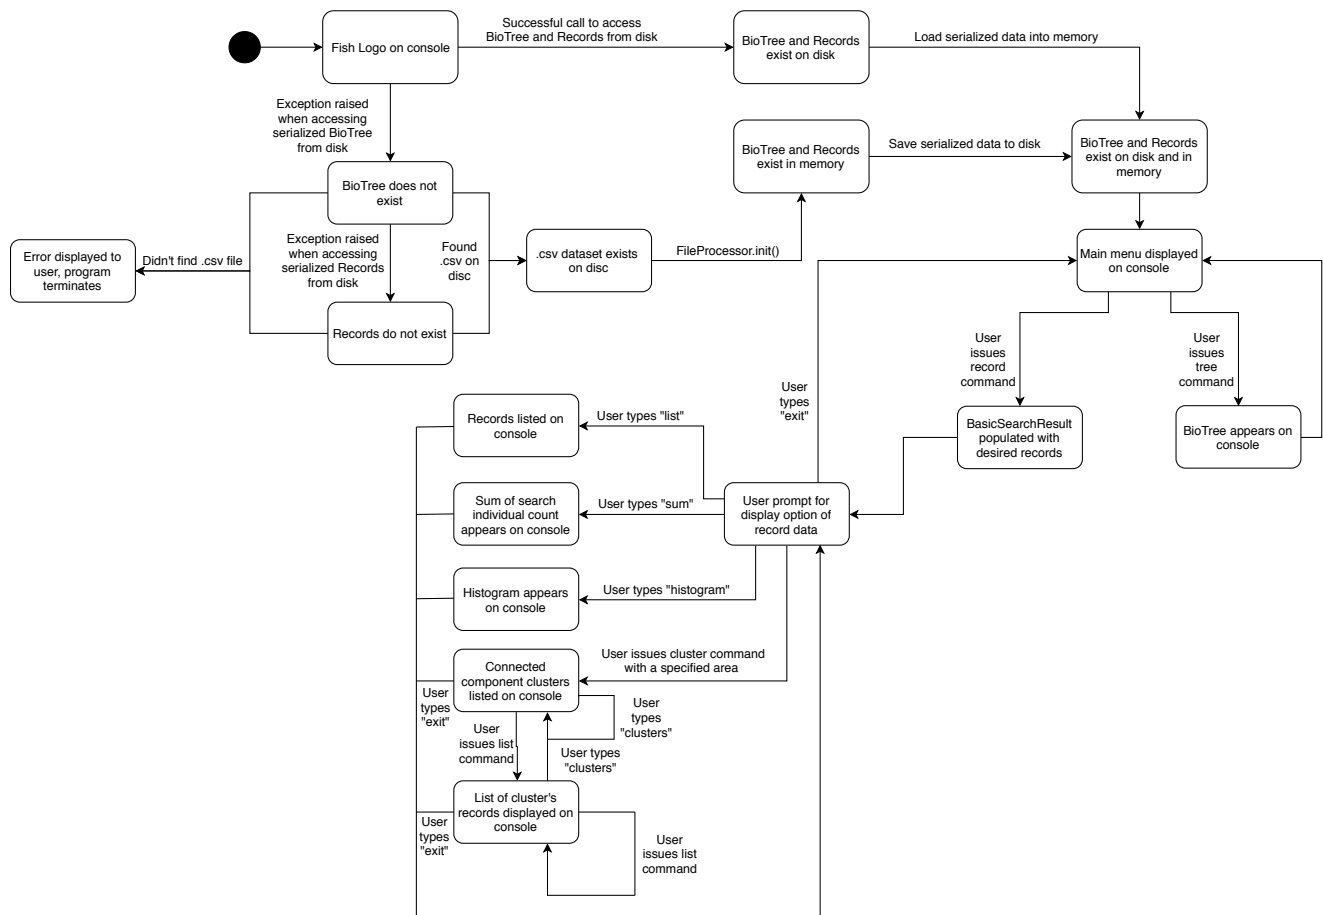 Fish Logo on console
Successful call to access
BioTree and Records from disk
BioTree and Records
exist on disk
Load serialized data into memory
Exception raised
when accessing
serialized BioTree
from disk
BioTree and Records
exist in memory
Save serialized data to disk
BioTree and Records
exist on disk and in
memory
BioTree does not
exist
Exception raised
when accessing
serialized Records
from disk
Found
.csv on
disc
Error displayed to
user, program
terminates
Didn't find .csv file
.csv dataset exists
on disc
FileProcessor.init()
Main menu displayed
on console
Records do not exist
User
issues
record
command
User
issues
tree
command
User
types
"exit"
Records listed on
console
User types "list"
BasicSearchResult
populated with
desired records
BioTree appears on
console
Sum of search
individual count
appears on console
User types "sum"
User prompt for
display option of
record data
Histogram appears
on console
User types "histogram"
Connected
component clusters
listed on console
User issues cluster command
with a specified area
User
types
"exit"
User
types
"clusters"
User
issues list
command
User types
"clusters"
List of cluster's
records displayed on
console
User
types
"exit"
User
issues list
command